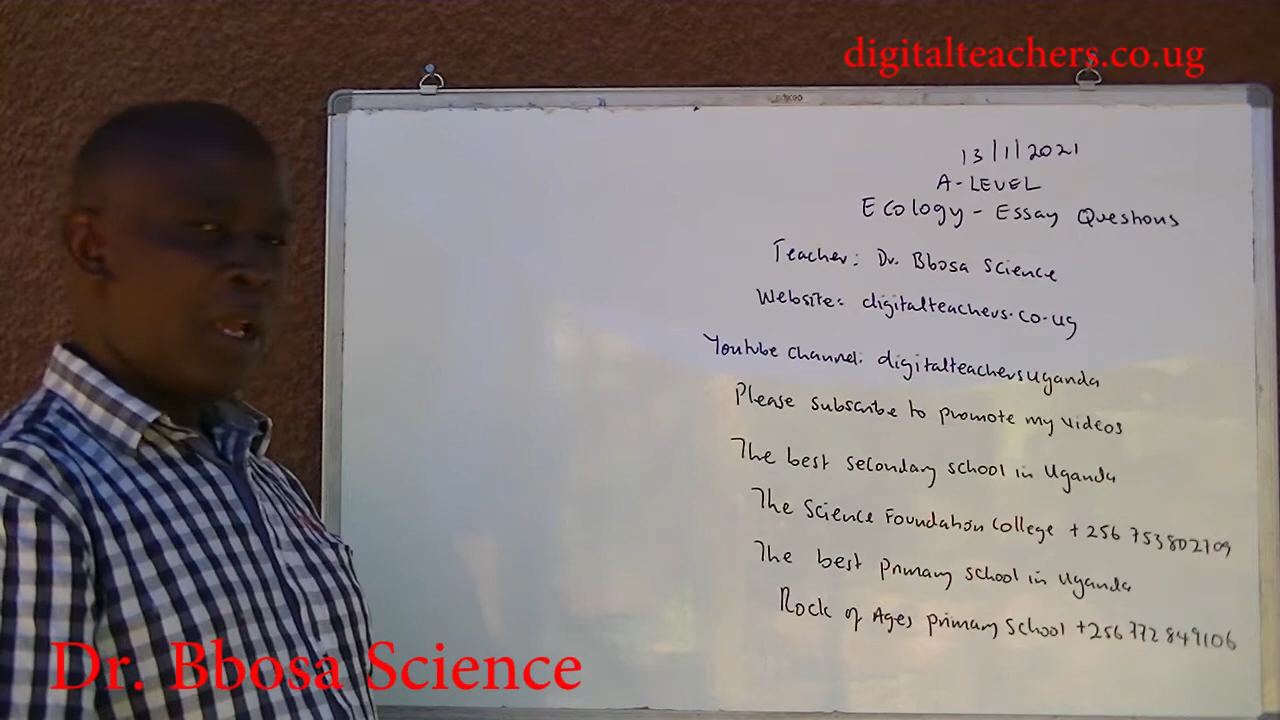 digitalteachers.co.ug
13/1/2021
A-LEVEL
Ecology - Essay Questions
Teacher: Dr. Bbosa Science
Website: digitalteachers.co.ug
Youtube channel: digitalteachersUganda
Please subscribe to promote my videos
The best secondary school in Uganda
The Science Foundation College +256 753802709
The best primary school in Uganda
Rock of Ages primary school +256 772 849106
Dr. Bbosa Science